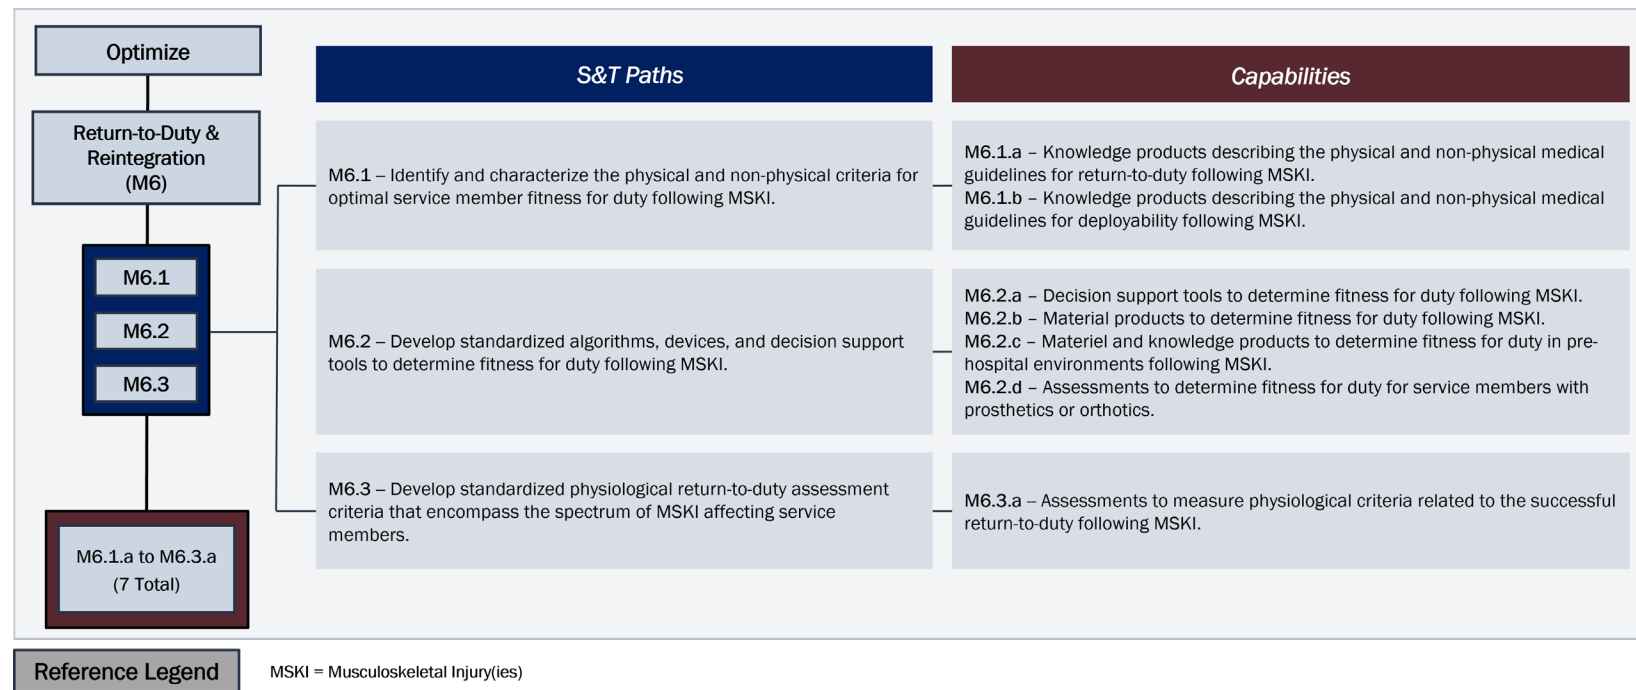 Optimize
Return-to-Duty &
Reintegration
(M6)
M6.1
M6.2
M6.3
M6.1.a to M6.3.a
(7 Total)
S&T Paths
Capabilities
M6.1 – Identify and characterize the physical and non-physical criteria for
optimal service member fitness for duty following MSKI.
M6.1.a – Knowledge products describing the physical and non-physical medical
guidelines for return-to-duty following MSKI.
M6.1.b – Knowledge products describing the physical and non-physical medical
guidelines for deployability following MSKI.
M6.2 – Develop standardized algorithms, devices, and decision support
tools to determine fitness for duty following MSKI.
M6.2.a – Decision support tools to determine fitness for duty following MSKI.
M6.2.b – Material products to determine fitness for duty following MSKI.
M6.2.c – Materiel and knowledge products to determine fitness for duty in pre-
hospital environments following MSKI.
M6.2.d – Assessments to determine fitness for duty for service members with
prosthetics or orthotics.
M6.3 – Develop standardized physiological return-to-duty assessment
criteria that encompass the spectrum of MSKI affecting service
members.
M6.3.a – Assessments to measure physiological criteria related to the successful
return-to-duty following MSKI.
Reference Legend
MSKI = Musculoskeletal Injury(ies)